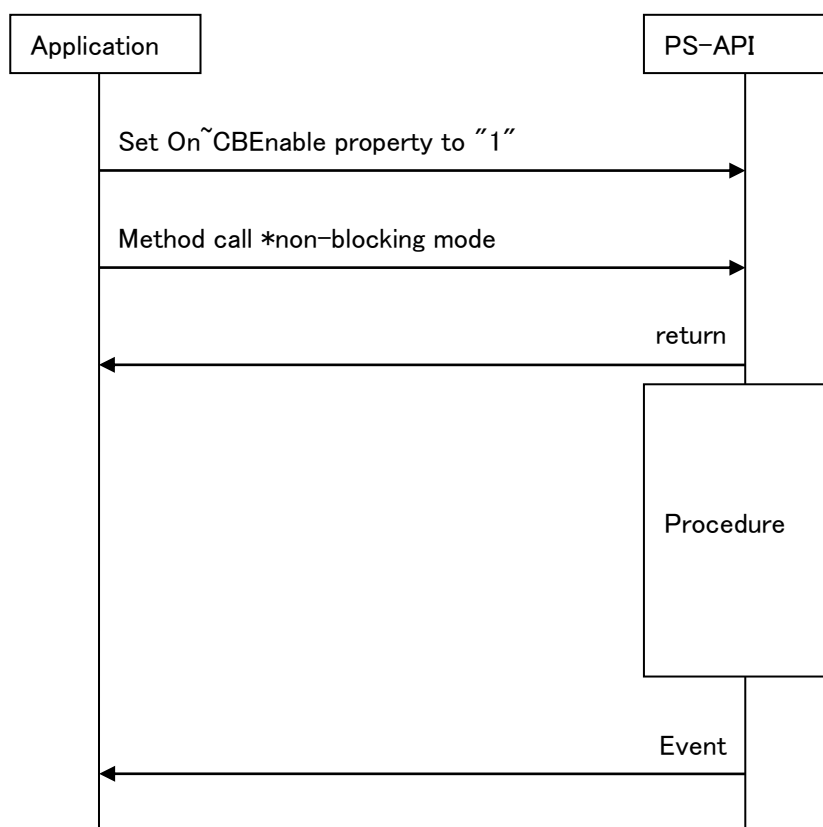 Application
PS-API
Set On~CBEnable property to "1"
Method call *non-blocking mode
return
Procedure
Event